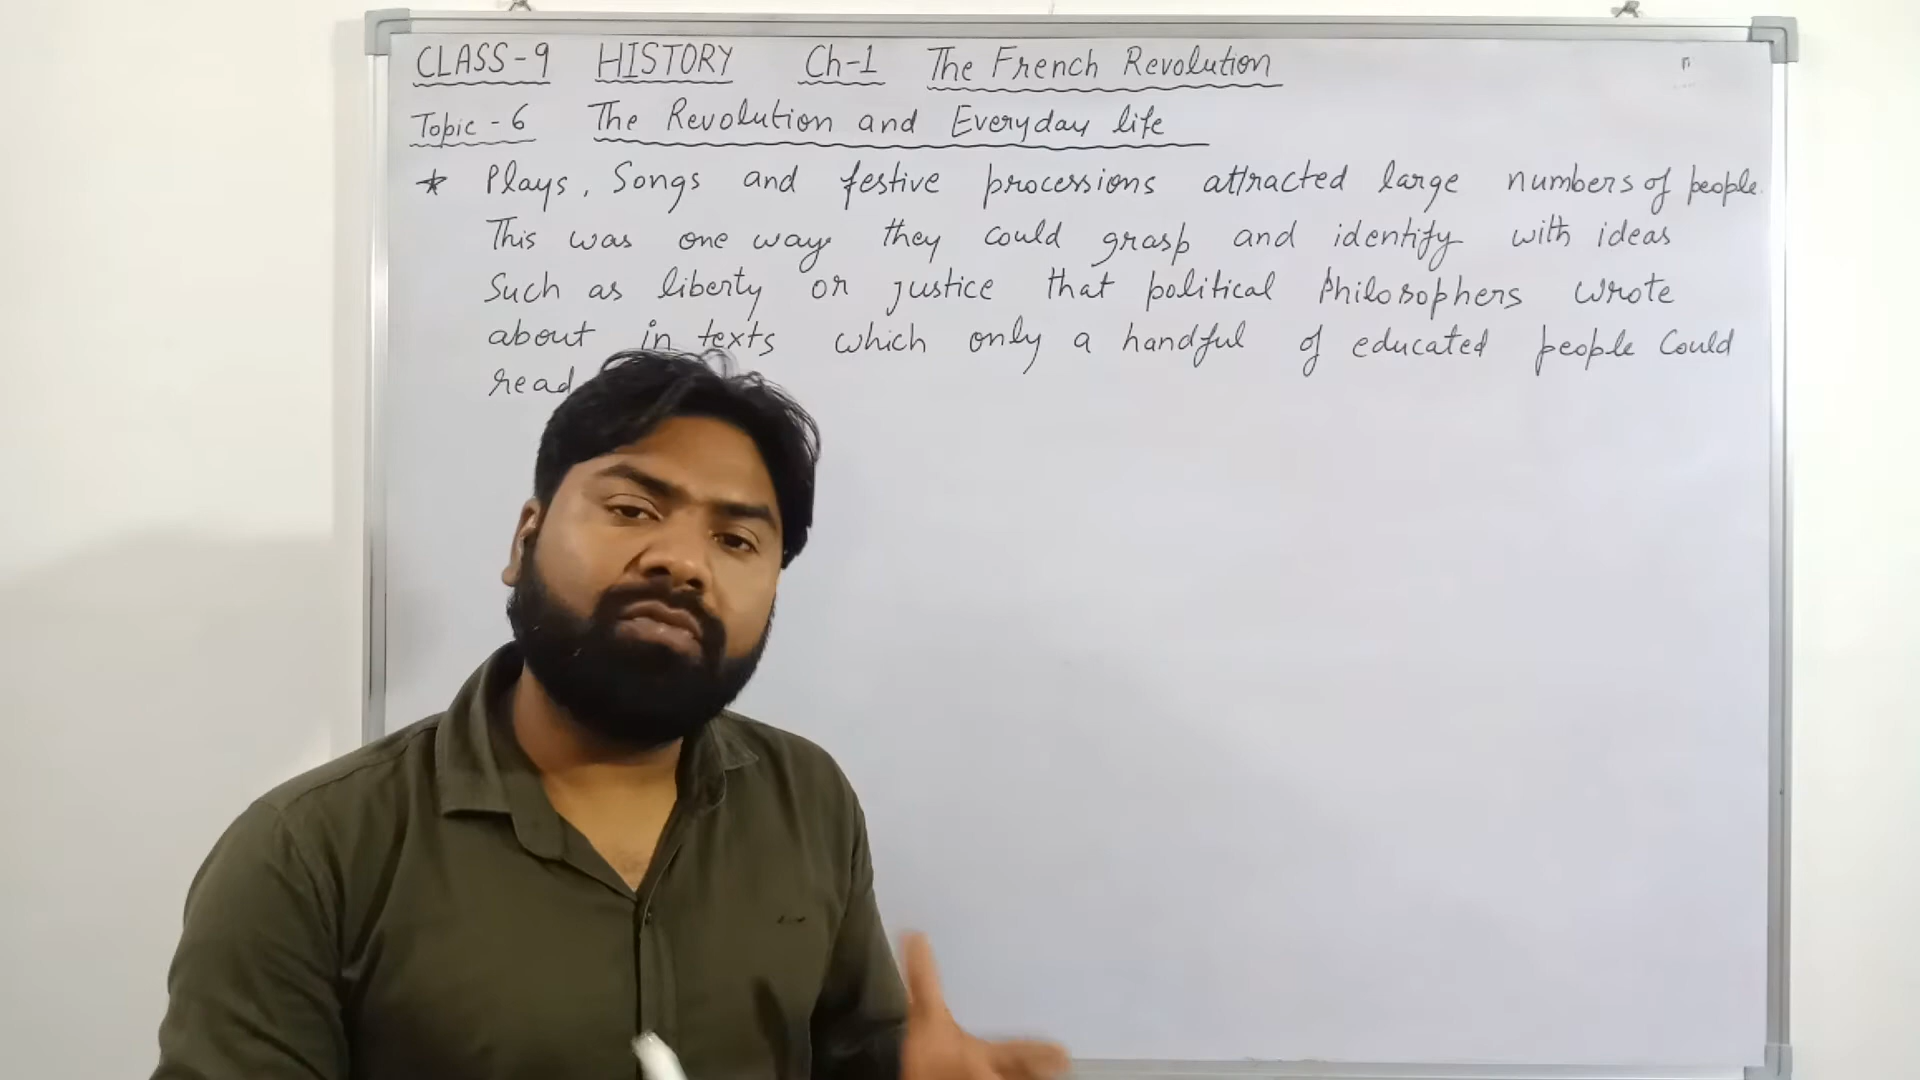 CLASS-9 HISTORY Ch-1 The French Revolution
Topic - 6 The Revolution and Everyday life
* Plays, Songs and festive processions attracted large numbers of people.
This was one way they could grasp and identify with ideas
Such as liberty or justice that political philosophers wrote
about in texts which only a handful of educated people could
read